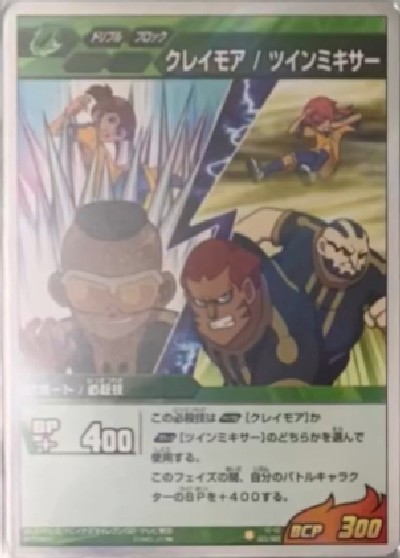 ドリブル ブロック
クレイモア / ツインミキサー
サポート / 必殺技
BP
+ 400
この必殺技は [クレイモア]か
[ツインミキサー]のどちらかを選んで
使用する。
このフェイズの間、自分のバトルキャラク
ターのBPを+400する。
BCP 300